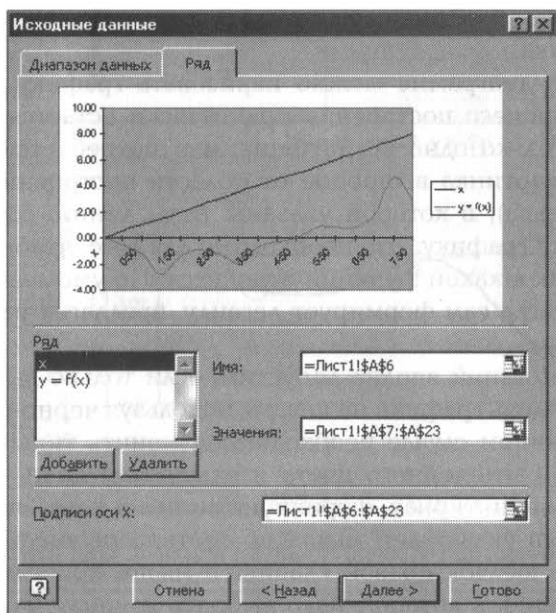 Исходные данные
Диапазон данных
Ряд
10.00
8.00
6.00
4.00
2.00
0.00
-2.00
-4.00
x
x
y = f(x)
Ряд
x
y = f(x)
Имя:
=Лист1!$A$6
Значения:
=Лист1!$A$7:$A$23
Добавить
Удалить
Подписи оси X:
=Лист1!$A$6:$A$23
Отмена
< Назад
Далее >
Готово